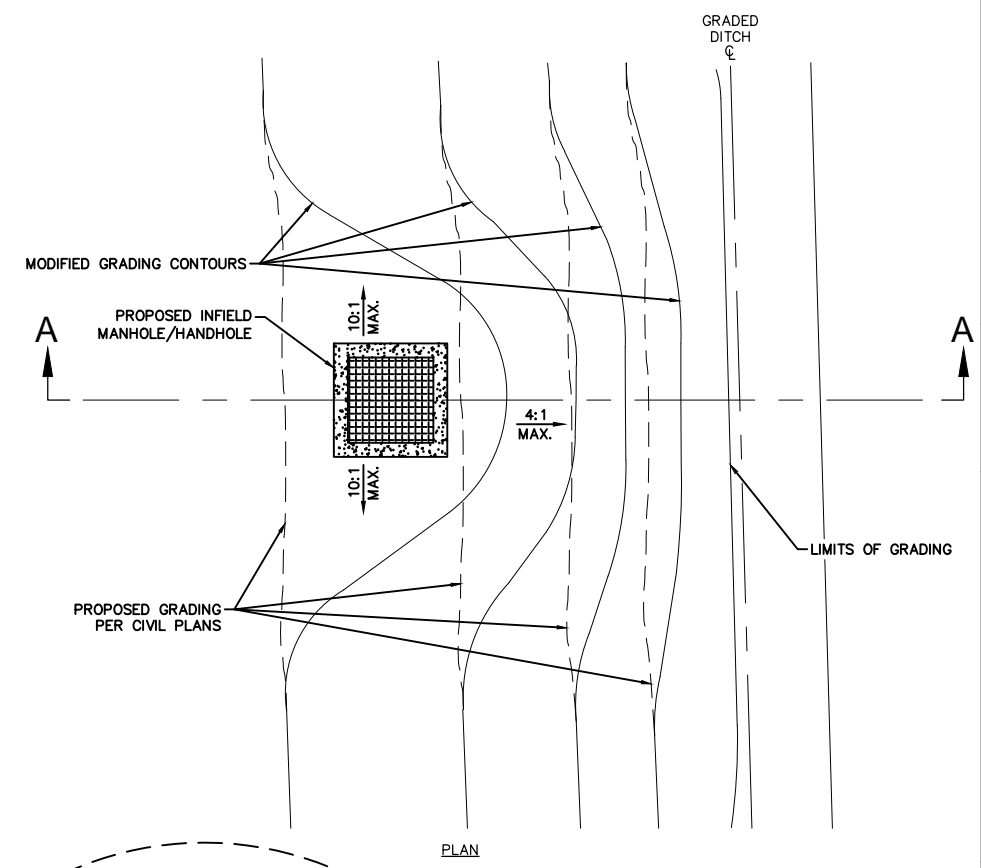 GRADED
DITCH
℄
MODIFIED GRADING CONTOURS
PROPOSED INFIELD
MANHOLE/HANDHOLE
10:1
MAX.
A
A
4:1
MAX.
10:1
MAX.
LIMITS OF GRADING
PROPOSED GRADING
PER CIVIL PLANS
PLAN